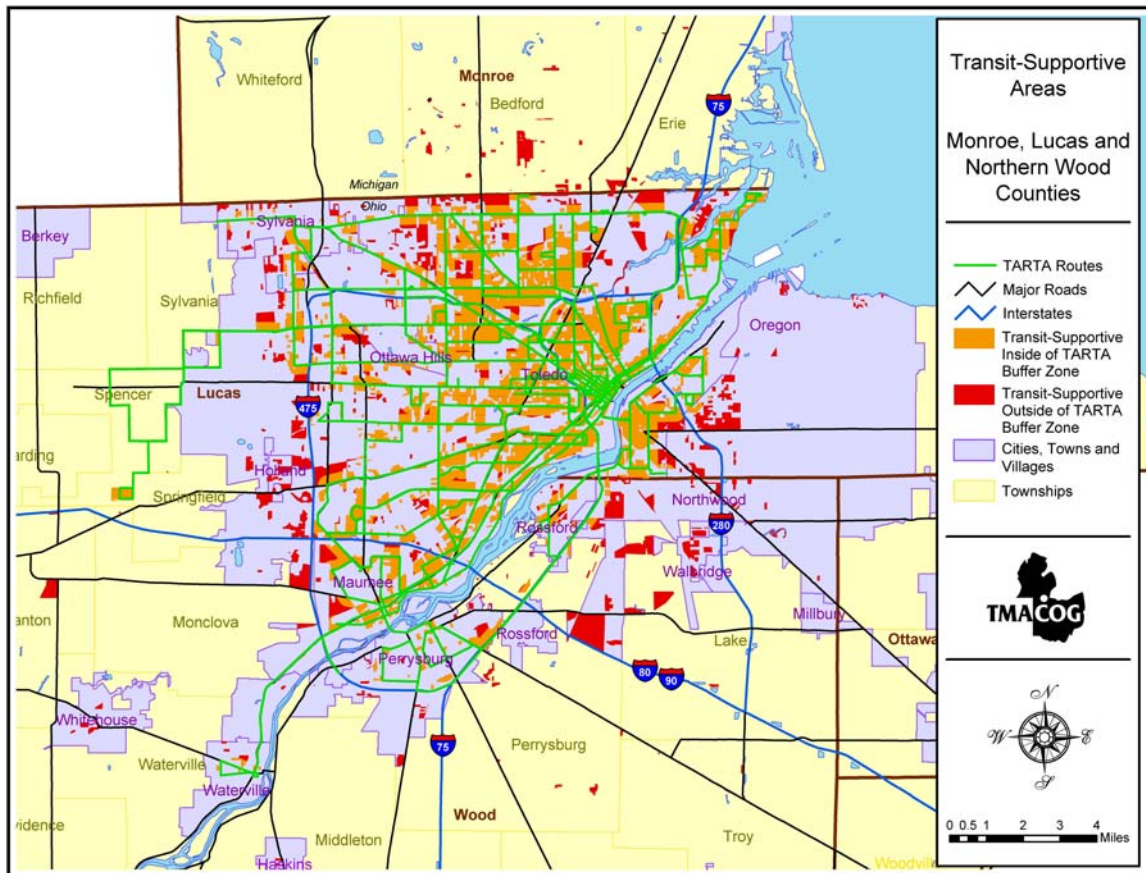 Transit-Supportive
Areas
Monroe, Lucas and
Northern Wood
Counties
TARTA Routes
Major Roads
Interstates
Transit-Supportive
Inside of TARTA
Buffer Zone
Transit-Supportive
Outside of TARTA
Buffer Zone
Cities, Towns and
Villages
Townships
TMACOG
N
W E
S
0 0.5 1 2 3 4
Miles
Whiteford
Monroe
Bedford
75
Erie
Michigan
Ohio
Sylvania
Berkey
Richfield
Sylvania
Oregon
Ottawa Hills
Toledo
Spencer
Lucas
475
arding
Holland
Springfield
Northwood
Rossford
280
Walbridge
Maumee
Millbury
anton
Monclova
Rossford
Lake
Ottawa
Perrysburg
80
90
Whitehouse
75
Perrysburg
Waterville
Waterville
Wood
vidence
Middleton
Troy
Haskins
Woodvill